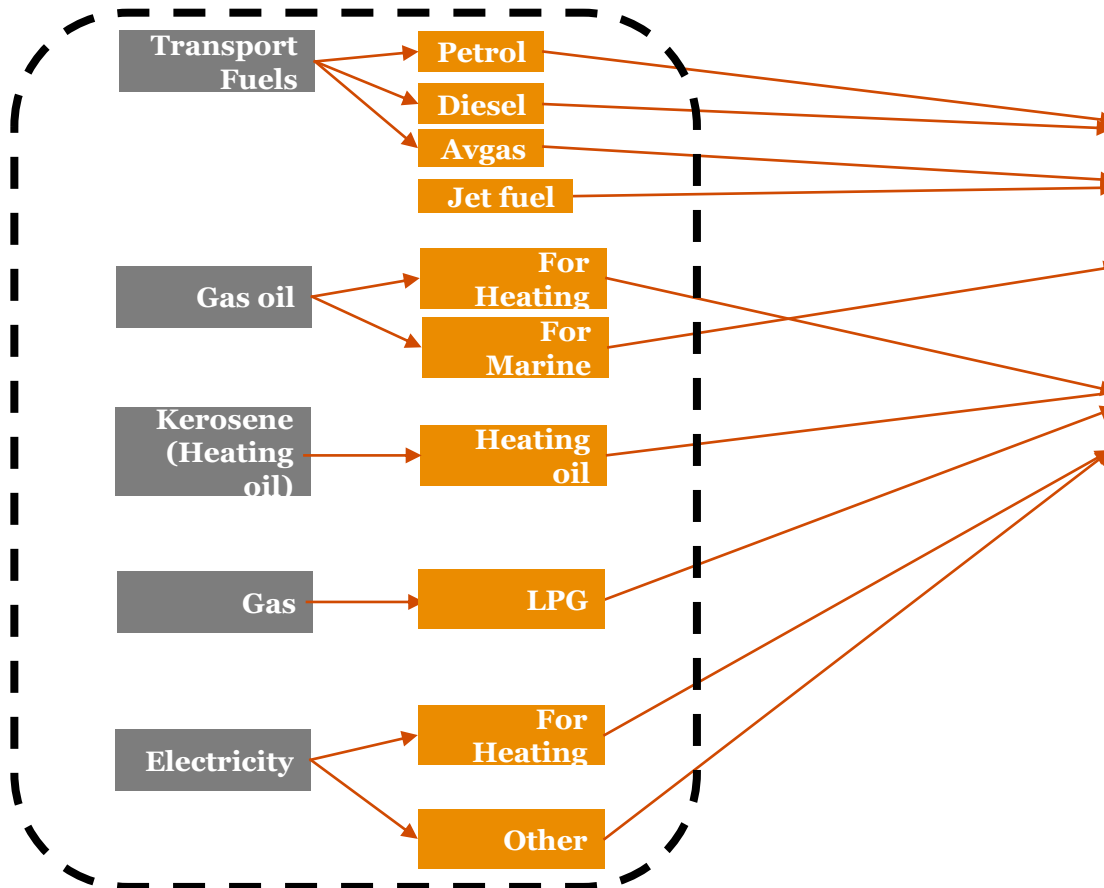 Transport
Fuels
Petrol
Diesel
Avgas
Jet fuel
Gas oil
For
Heating
For
Marine
Kerosene
(Heating
oil)
Heating
oil
Gas
LPG
Electricity
For
Heating
Other